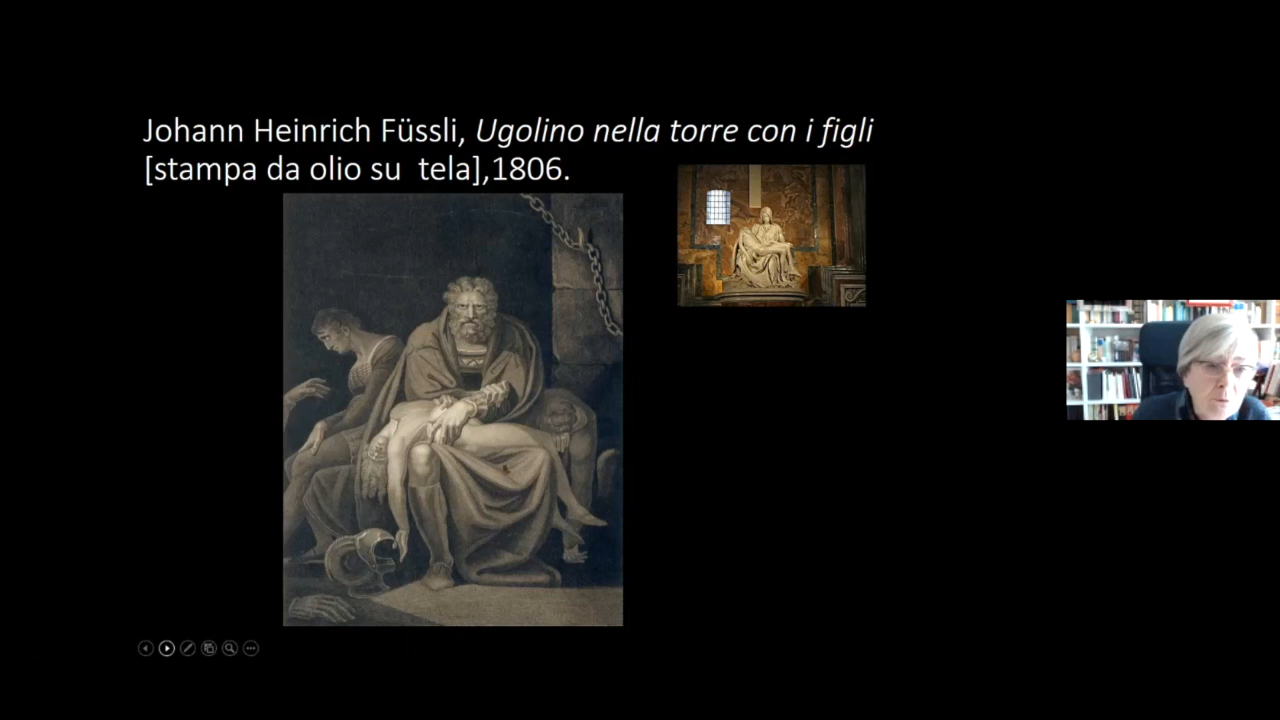 Johann Heinrich Füssli, Ugolino nella torre con i figli
[stampa da olio su  tela],1806.